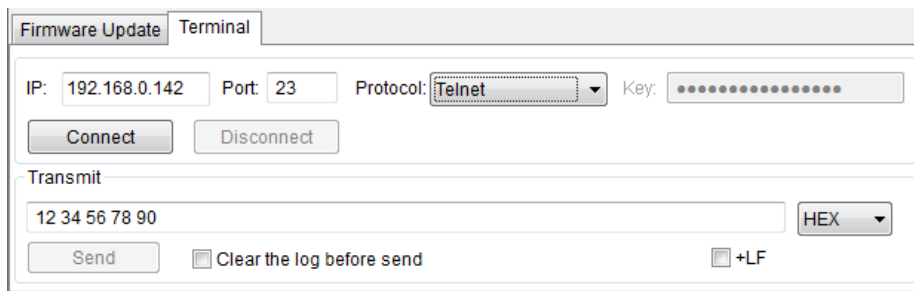 Firmware Update Terminal
IP: 192.168.0.142 Port: 23 Protocol: Telnet Key: ●●●●●●●●●●●●●●●●
Connect Disconnect
Transmit
12 34 56 78 90 HEX
Send Clear the log before send +LF